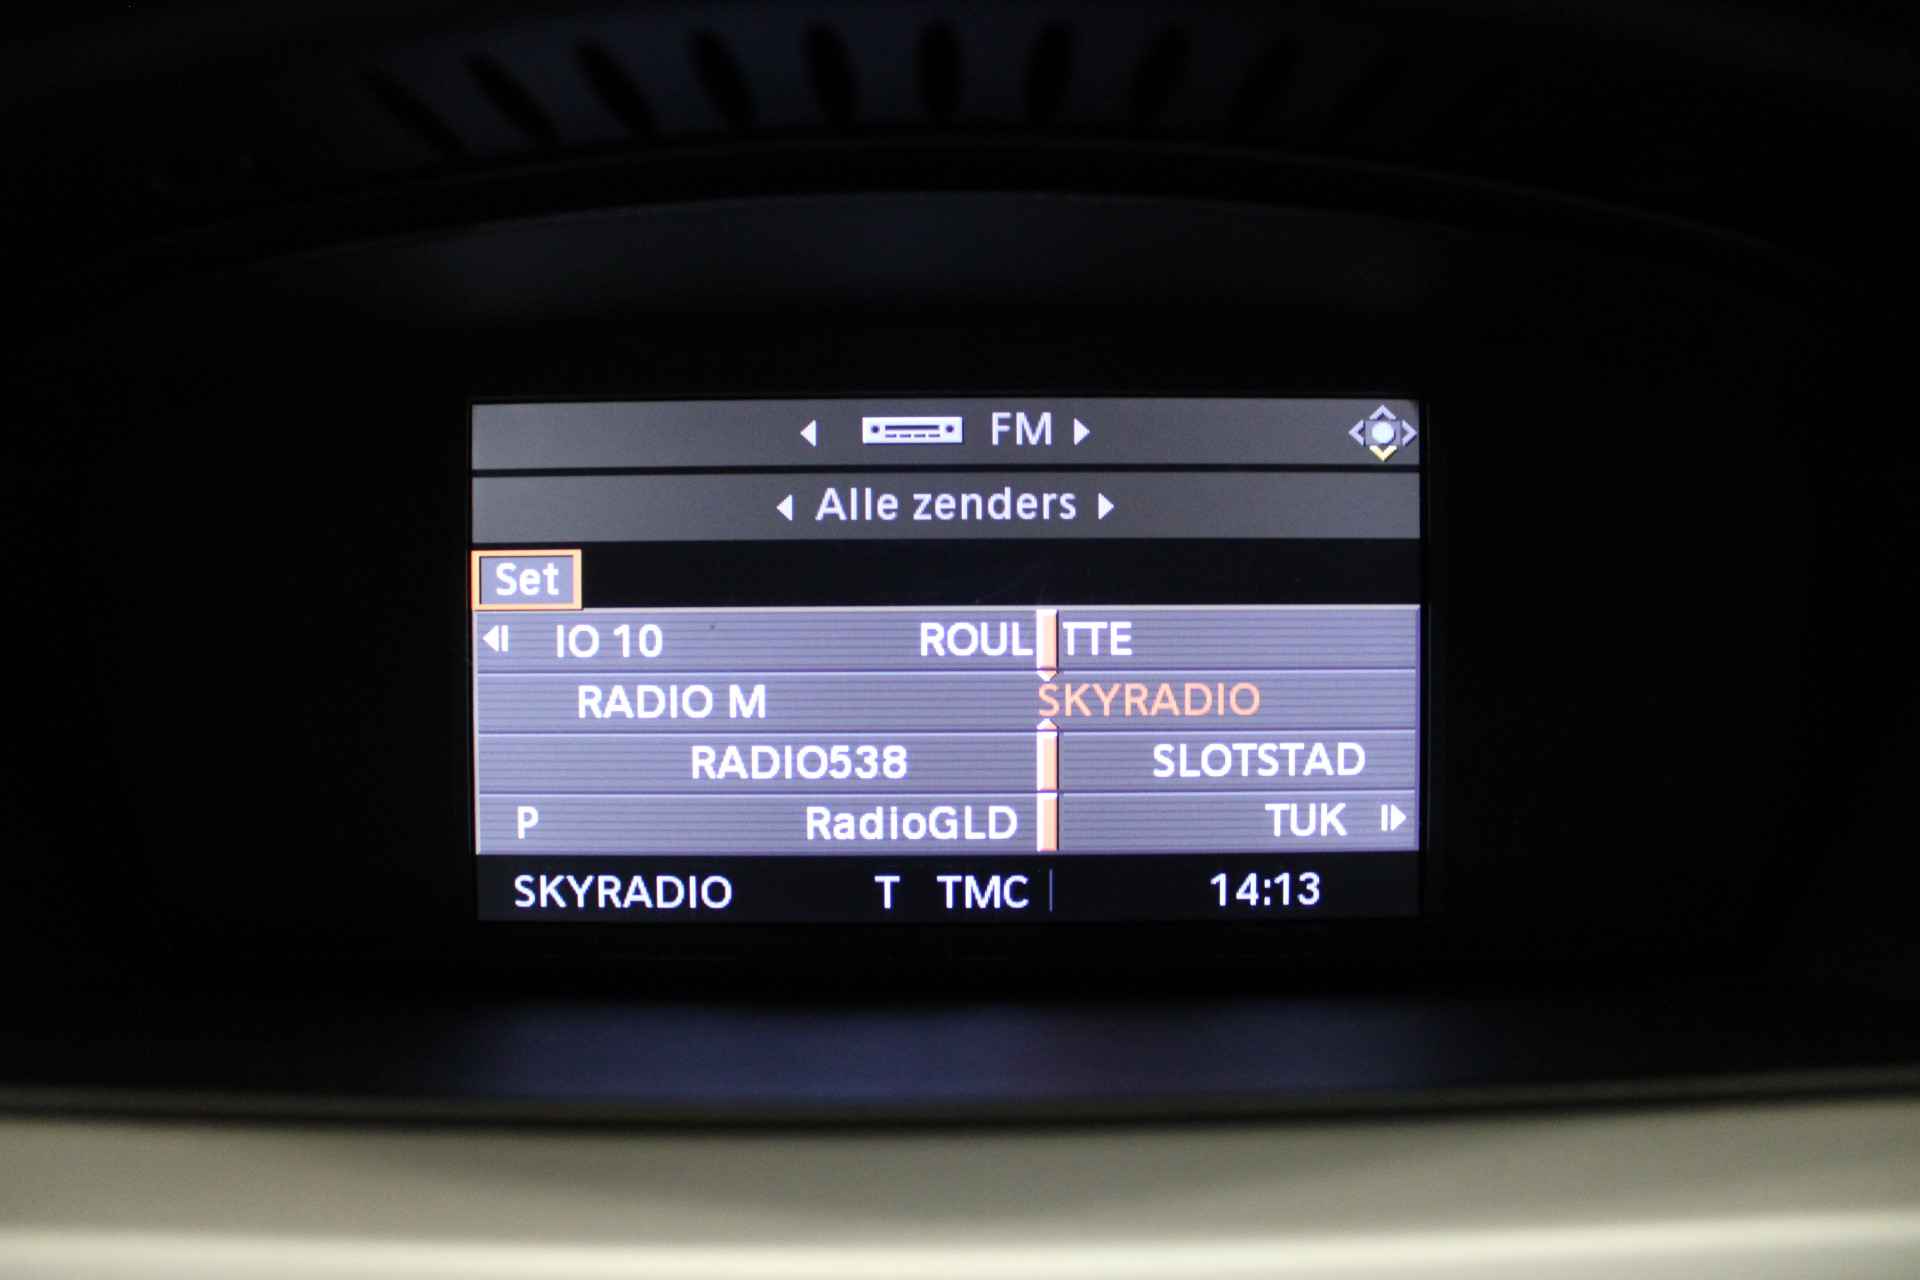 FM
Alle zenders
Set
IO 10 ROUL TTE
RADIO M SKYRADIO
RADIO538 SLOTSTAD
P RadioGLD TUK
SKYRADIO T TMC 14:13